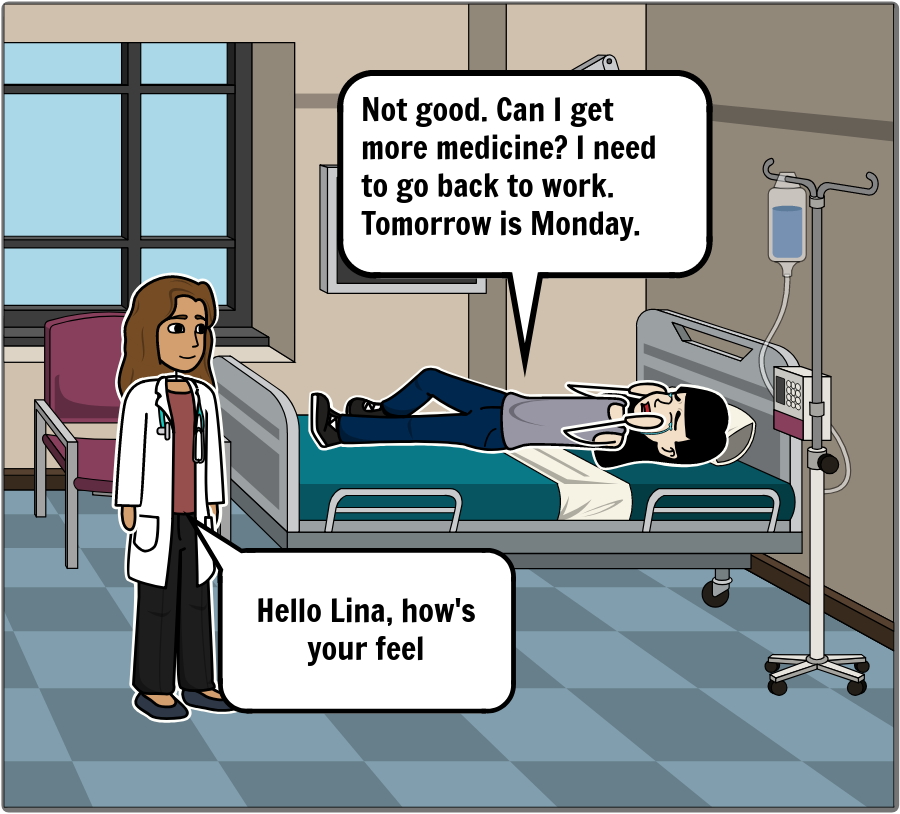 Not good. Can I get
more medicine? I need
to go back to work.
Tomorrow is Monday.
Hello Lina, how's
your feel